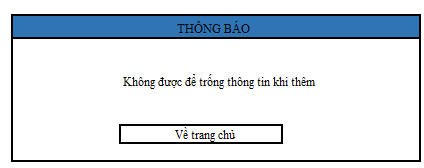 THÔNG BÁO
Không được để trống thông tin khi thêm
Về trang chủ